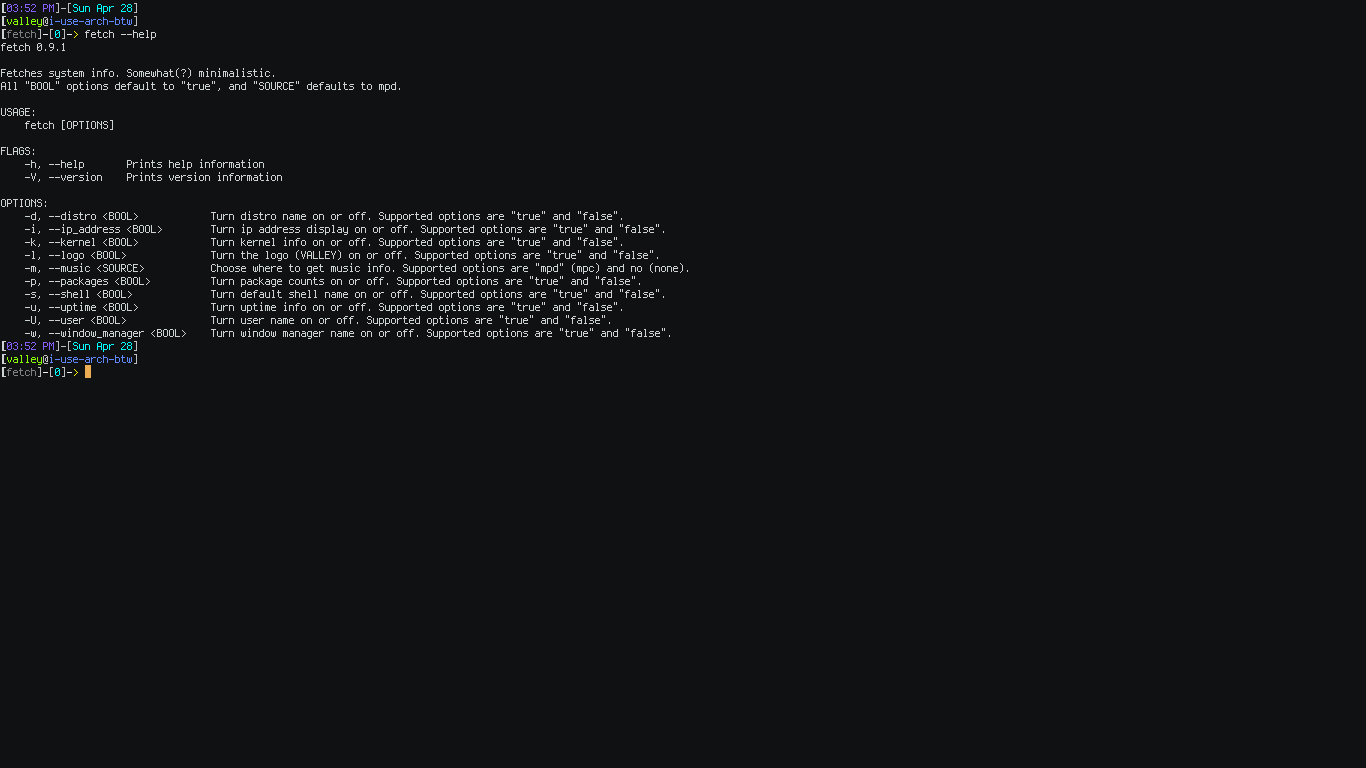 [03:52 PM]-[Sun Apr 28]
[valley@i-use-arch-btw]
[fetch]-[0]-> fetch --help
fetch 0.9.1

Fetches system info. Somewhat(?) minimalistic.
All "BOOL" options default to "true", and "SOURCE" defaults to mpd.

USAGE:
    fetch [OPTIONS]

FLAGS:
    -h, --help       Prints help information
    -V, --version    Prints version information

OPTIONS:
    -d, --distro <BOOL>            Turn distro name on or off. Supported options are "true" and "false".
    -i, --ip_address <BOOL>        Turn ip address display on or off. Supported options are "true" and "false".
    -k, --kernel <BOOL>            Turn kernel info on or off. Supported options are "true" and "false".
    -l, --logo <BOOL>              Turn the logo (VALLEY) on or off. Supported options are "true" and "false".
    -m, --music <SOURCE>           Choose where to get music info. Supported options are "mpd" (mpc) and no (none).
    -p, --packages <BOOL>          Turn package counts on or off. Supported options are "true" and "false".
    -s, --shell <BOOL>             Turn default shell name on or off. Supported options are "true" and "false".
    -u, --uptime <BOOL>            Turn uptime info on or off. Supported options are "true" and "false".
    -U, --user <BOOL>              Turn user name on or off. Supported options are "true" and "false".
    -w, --window_manager <BOOL>    Turn window manager name on or off. Supported options are "true" and "false".
[03:52 PM]-[Sun Apr 28]
[valley@i-use-arch-btw]
[fetch]-[0]->